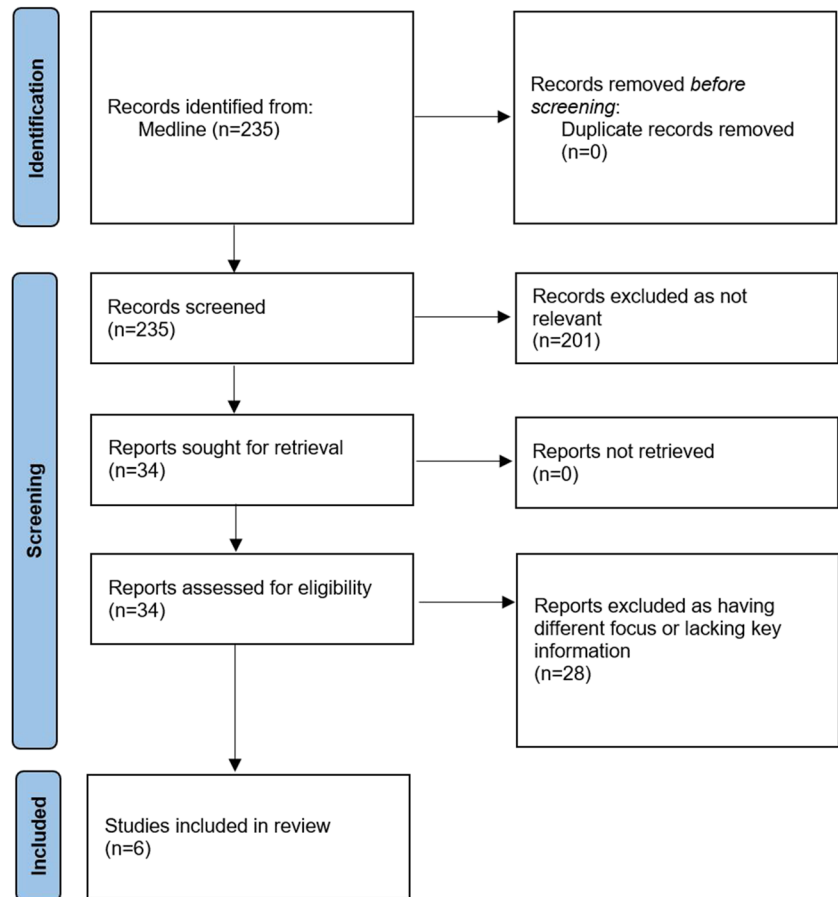 Identification
Records identified from:
Medline (n=235)
Records removed before
screening:
Duplicate records removed
(n=0)
Screening
Records screened
(n=235)
Records excluded as not
relevant
(n=201)
Reports sought for retrieval
(n=34)
Reports not retrieved
(n=0)
Reports assessed for eligibility
(n=34)
Reports excluded as having
different focus or lacking key
information
(n=28)
Included
Studies included in review
(n=6)